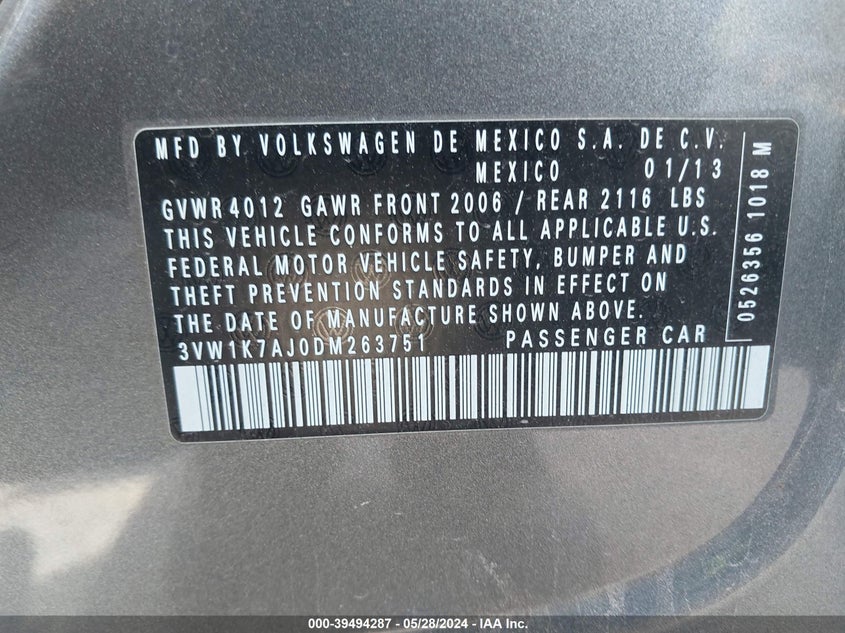 MFD BY VOLKSWAGEN DE MEXICO S.A. DE C.V.
MEXICO 01/13
GVWR 4012 GAWR FRONT 2006 / REAR 2116 LBS
THIS VEHICLE CONFORMS TO ALL APPLICABLE U.S.
FEDERAL MOTOR VEHICLE SAFETY, BUMPER AND
THEFT PREVENTION STANDARDS IN EFFECT ON
THE DATE OF MANUFACTURE SHOWN ABOVE.
3VW1K7AJ0DM263751 PASSENGER CAR
0526356 1018 M
000-39494287 - 05/28/2024 - IAA Inc.